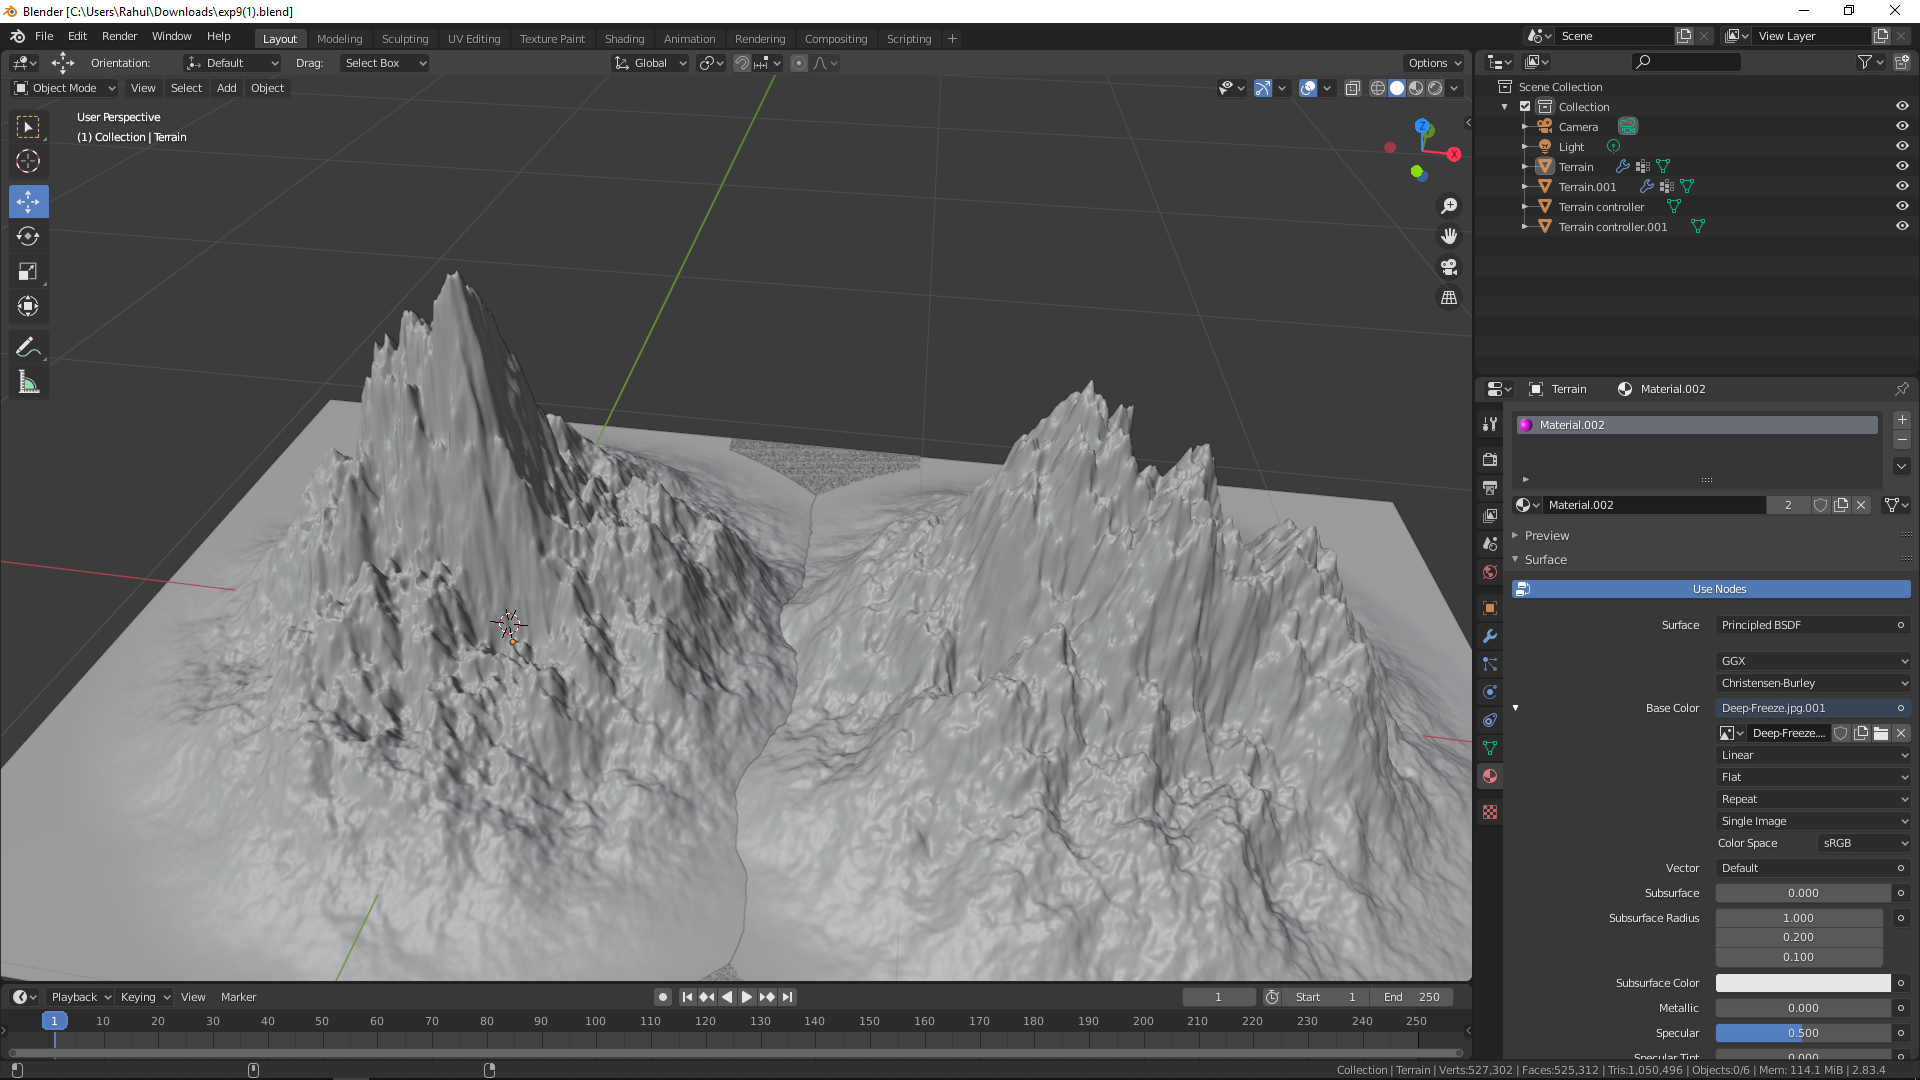 Blender [C:\Users\Rahul\Downloads\exp9(1).blend]
File Edit Render Window Help Layout Modeling Sculpting UV Editing Texture Paint Shading Animation Rendering Compositing Scripting + Scene View Layer
Orientation: Default Drag: Select Box Global Options
Object Mode View Select Add Object
User Perspective
(1) Collection | Terrain
Z
X
Scene Collection
Collection
Camera
Light
Terrain
Terrain.001
Terrain controller
Terrain controller.001
Terrain Material.002
Material.002
Material.002 2
Preview
Surface
Use Nodes
Surface Principled BSDF
GGX
Christensen-Burley
Base Color Deep-Freeze.jpg.001
Deep-Freeze....
Linear
Flat
Repeat
Single Image
Color Space sRGB
Vector Default
Subsurface 0.000
Subsurface Radius 1.000
0.200
0.100
Subsurface Color
Metallic 0.000
Specular 0.500
Specular Tint 0.000
Playback Keying View Marker 1 Start 1 End 250
1 10 20 30 40 50 60 70 80 90 100 110 120 130 140 150 160 170 180 190 200 210 220 230 240 250
Collection | Terrain | Verts:527,302 | Faces:525,312 | Tris:1,050,496 | Objects:0/6 | Mem: 114.1 MiB | 2.83.4